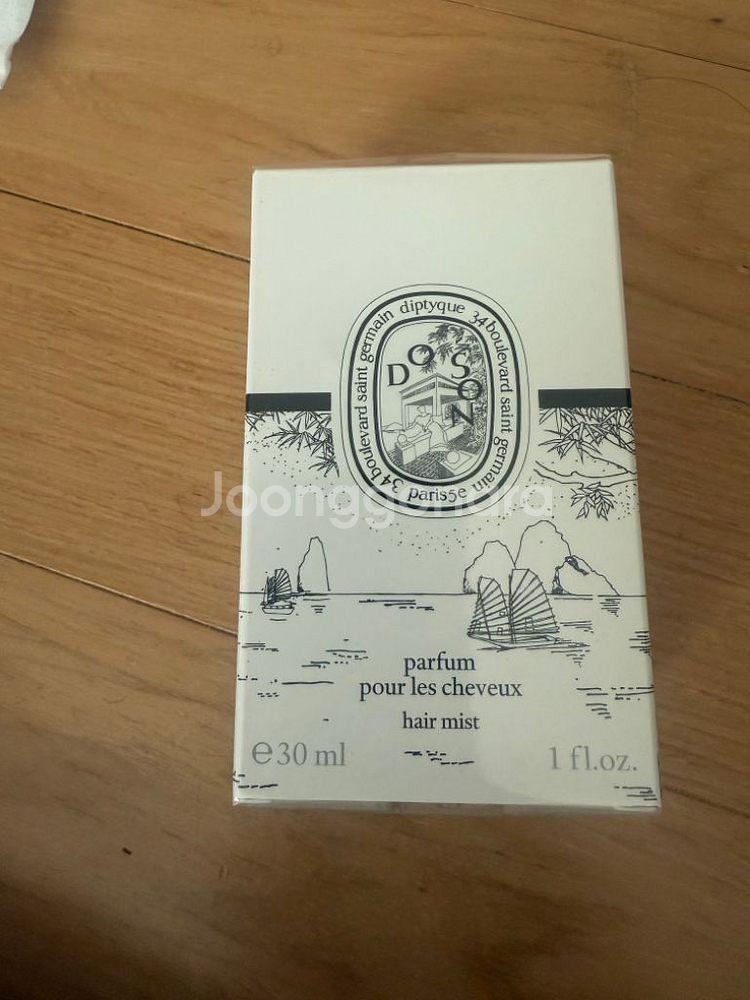 diptyque 34 boulevard saint germain paris5e 34 boulevard saint germain
DO SON
Joonggonara
parfum
pour les cheveux
hair mist
℮30 ml
1 fl.oz.